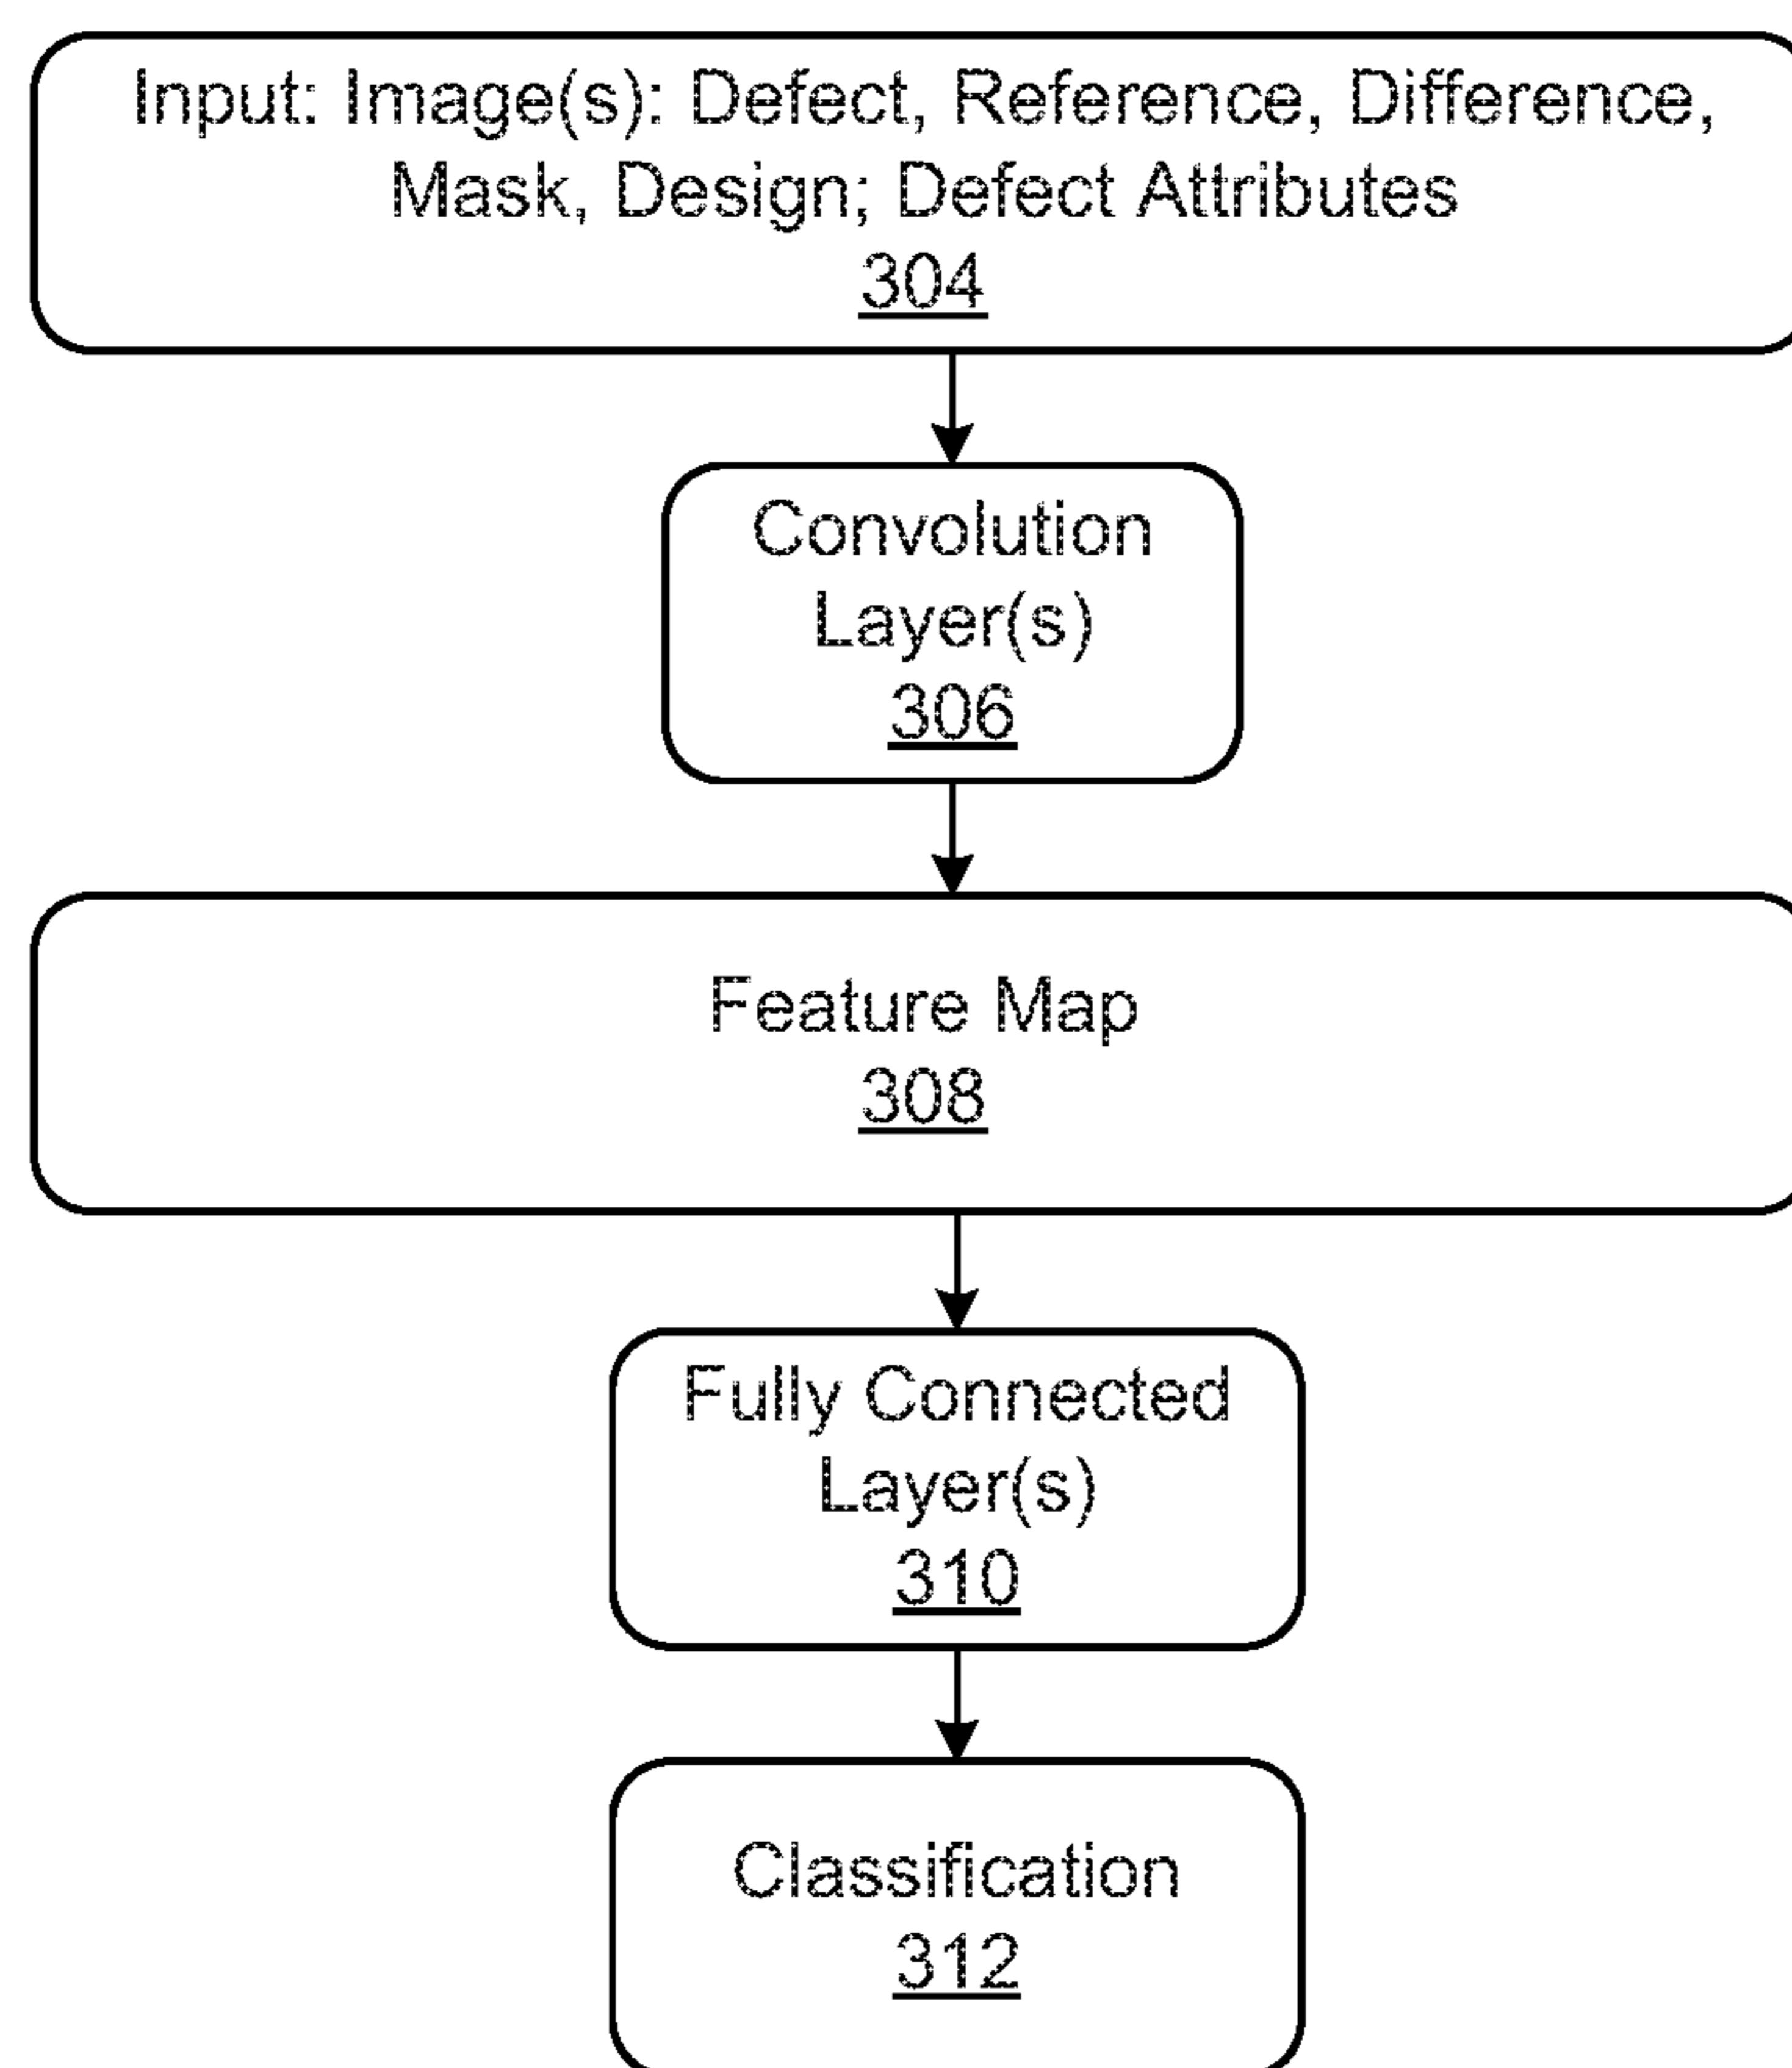 Input: Image(s): Defect, Reference, Difference,
Mask, Design; Defect Attributes
304
Convolution
Layer(s)
306
Feature Map
308
Fully Connected
Layer(s)
310
Classification
312